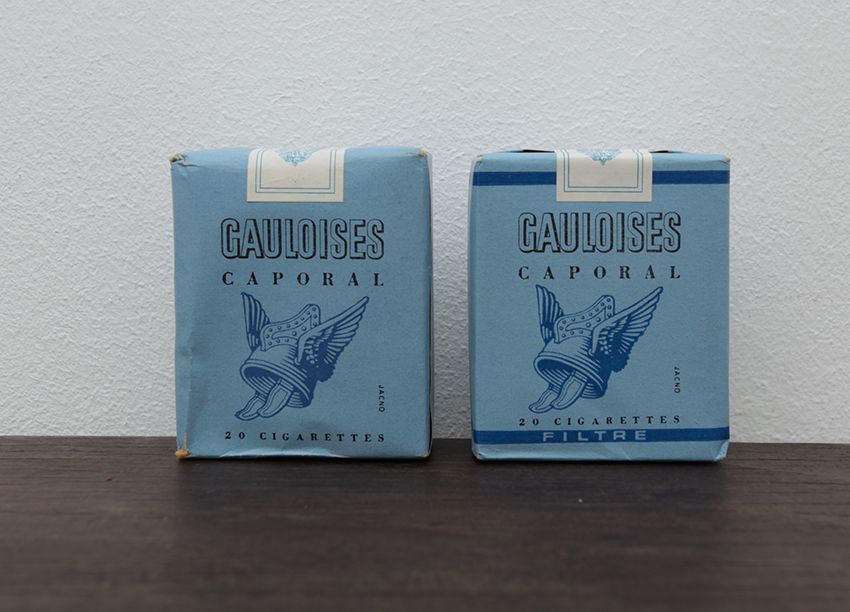 GAULOISES
CAPORAL
JACNO
20 CIGARETTES
GAULOISES
CAPORAL
JACNO
20 CIGARETTES
FILTRE